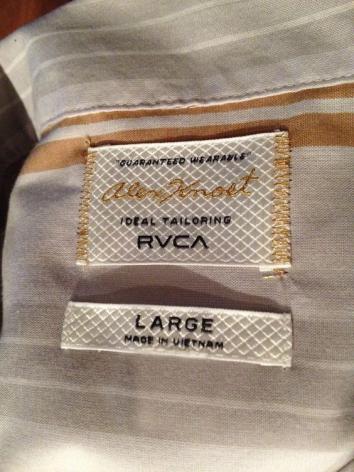 "GUARANTEED WEARABLE"
Alex Knost
IDEAL TAILORING
RVCA
LARGE
MADE IN VIETNAM